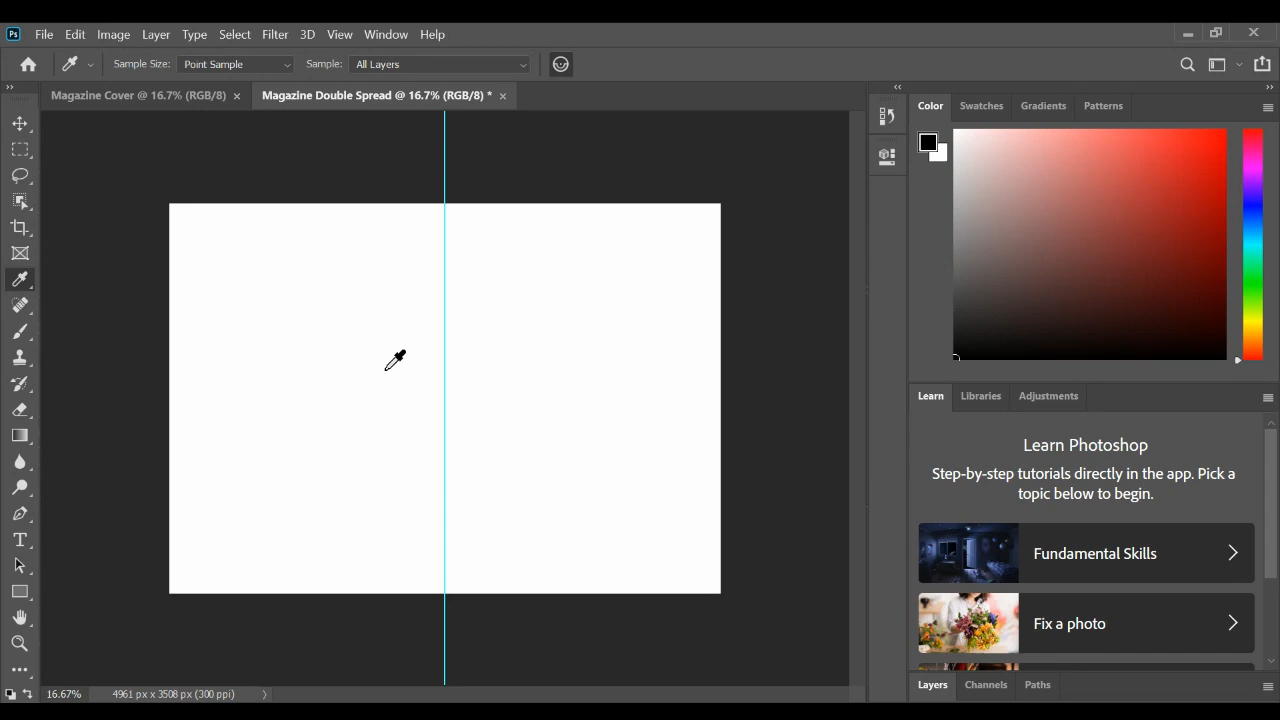 Ps File Edit Image Layer Type Select Filter 3D View Window Help
Sample Size: Point Sample Sample: All Layers
Magazine Cover @ 16.7% (RGB/8) × Magazine Double Spread @ 16.7% (RGB/8) * ×
Color Swatches Gradients Patterns
Learn Libraries Adjustments
Learn Photoshop
Step-by-step tutorials directly in the app. Pick a
topic below to begin.
Fundamental Skills
Fix a photo
Layers Channels Paths
16.67% 4961 px x 3508 px (300 ppi)